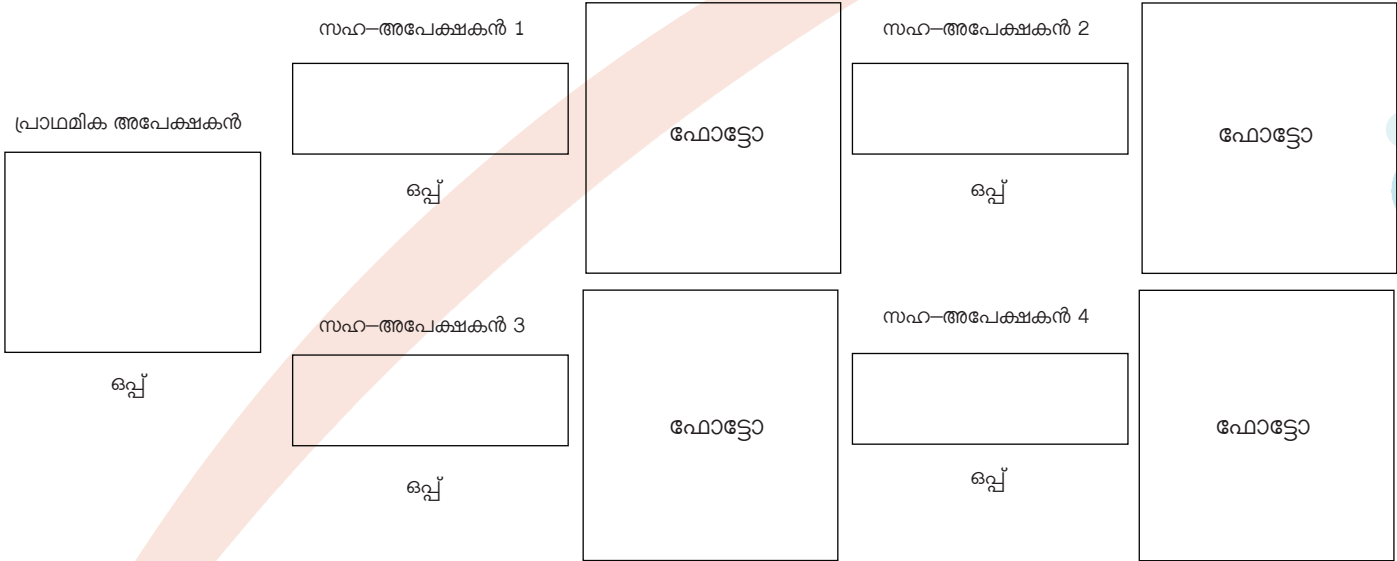 പ്രാഥമിക അപേക്ഷകൻ
ഒപ്പ്
സഹ–അപേക്ഷകൻ 1
ഒപ്പ്
ഫോട്ടോ
സഹ–അപേക്ഷകൻ 2
ഒപ്പ്
ഫോട്ടോ
സഹ–അപേക്ഷകൻ 3
ഒപ്പ്
ഫോട്ടോ
സഹ–അപേക്ഷകൻ 4
ഒപ്പ്
ഫോട്ടോ